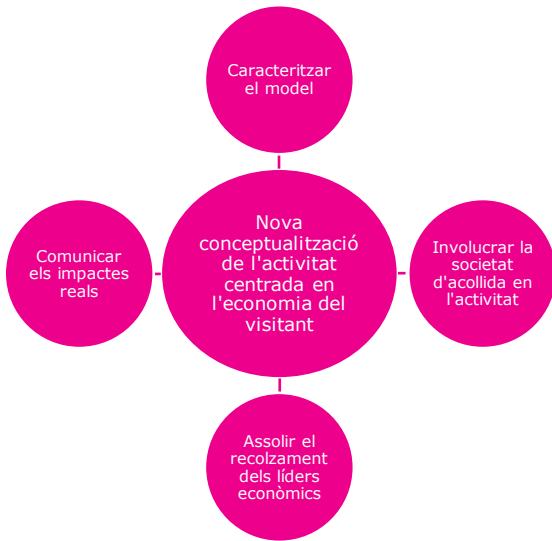 Caracteritzar
el model
Nova
conceptualització
de l'activitat
centrada en
l'economia del
visitant
Involucrar la
societat
d'acollida en
l'activitat
Assolir el
recolzament
dels líders
econòmics
Comunicar
els impactes
reals